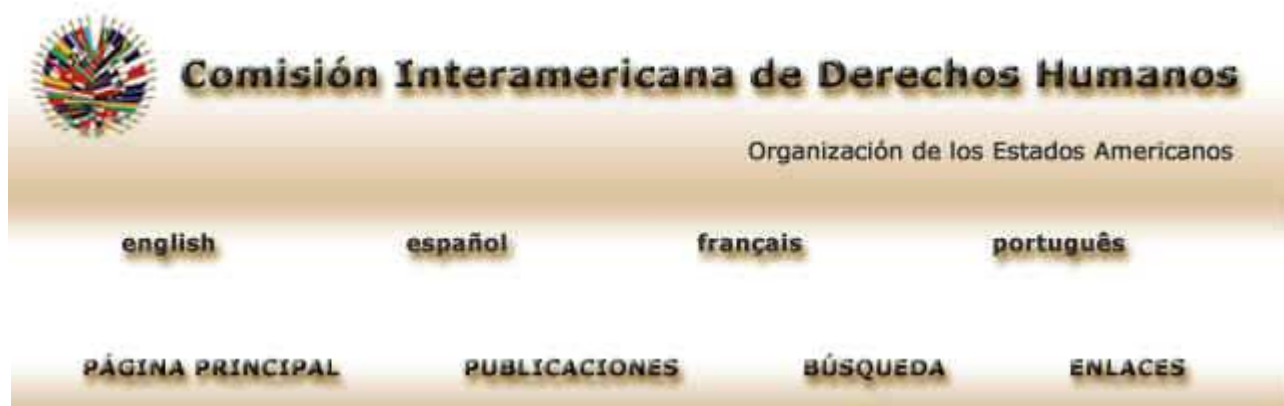 Comisión Interamericana de Derechos Humanos
Organización de los Estados Americanos
english español français português
PÁGINA PRINCIPAL PUBLICACIONES BÚSQUEDA ENLACES